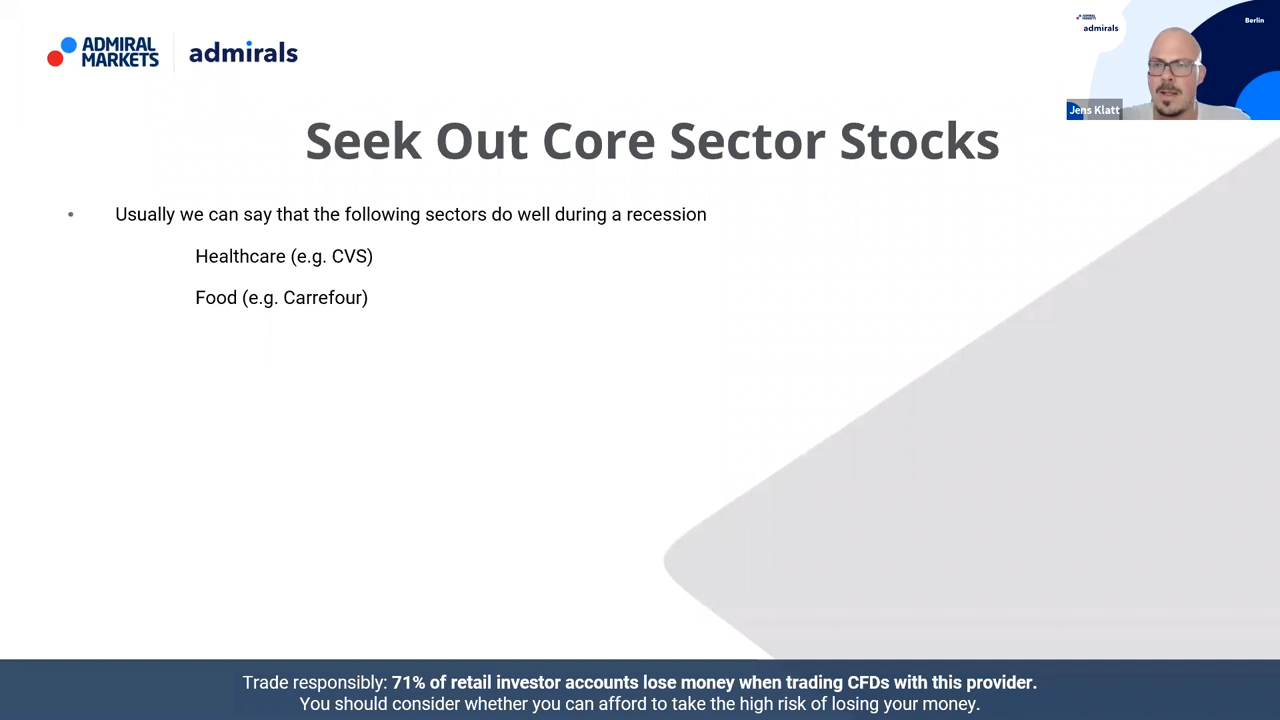 ADMIRAL
MARKETS
admirals
ADMIRAL
MARKETS
admirals
Berlin
Jens Klatt
Seek Out Core Sector Stocks
• Usually we can say that the following sectors do well during a recession
Healthcare (e.g. CVS)
Food (e.g. Carrefour)
Trade responsibly: 71% of retail investor accounts lose money when trading CFDs with this provider.
You should consider whether you can afford to take the high risk of losing your money.